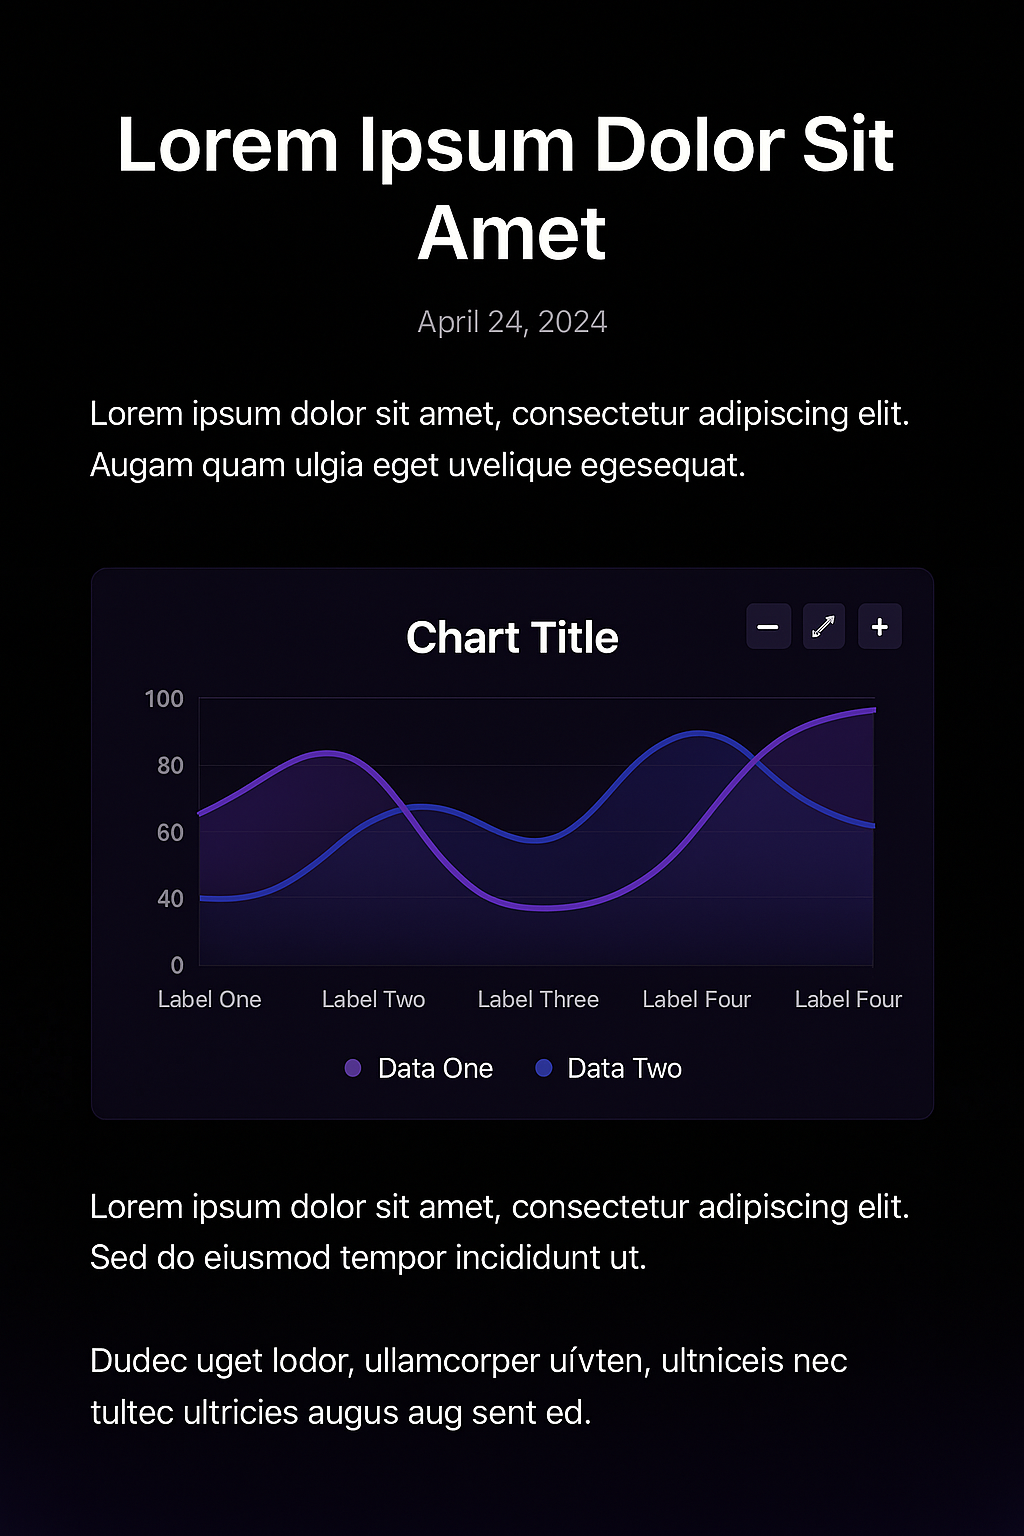 Lorem Ipsum Dolor Sit
Amet
April 24, 2024
Lorem ipsum dolor sit amet, consectetur adipiscing elit.
Augam quam ulgia eget uvelique egesequat.
Chart Title
100
80
60
40
0
Label One Label Two Label Three Label Four Label Four
Data One Data Two
Lorem ipsum dolor sit amet, consectetur adipiscing elit.
Sed do eiusmod tempor incididunt ut.
Dudec uget lodor, ullamcorper uívten, ultniceis nec
tultec ultricies augus aug sent ed.